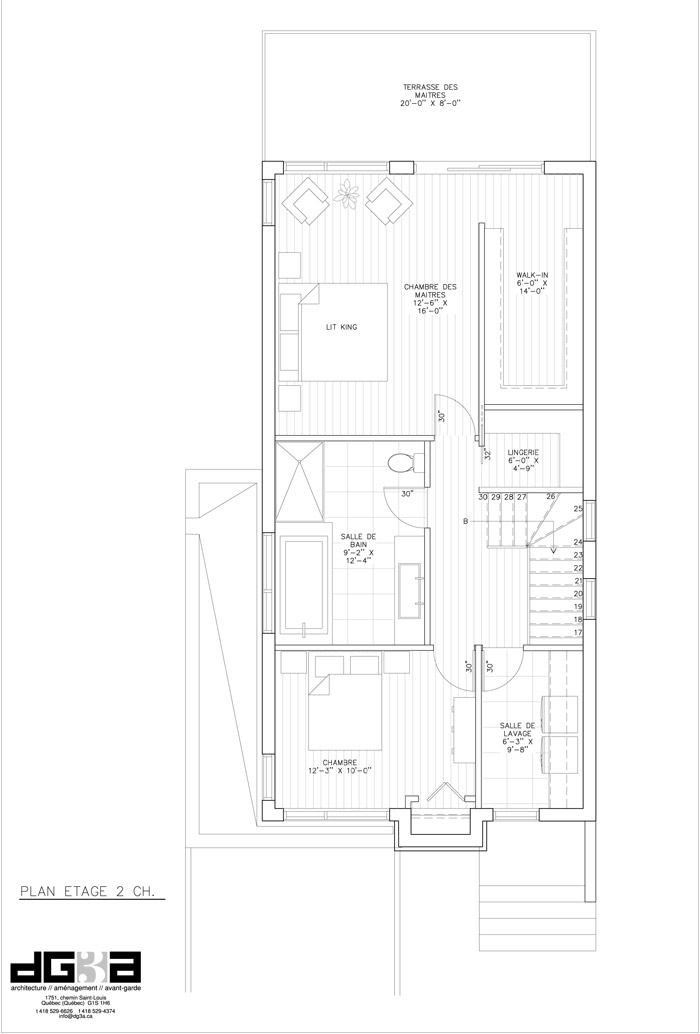 TERRASSE DES
MAITRES
20'-0" X 8'-0"
WALK-IN
6'-0" X
14'-0"
CHAMBRE DES
MAITRES
12'-6" X
16'-0"
LIT KING
30"
32"
LINGERIE
6'-0" X
4'-9"
30"
30 29 28 27 26
25
B
SALLE DE
BAIN
9'-2" X
12'-4"
24
23
22
21
20
19
18
17
30"
30"
SALLE DE
LAVAGE
6'-3" X
9'-8"
CHAMBRE
12'-3" X 10'-0"
PLAN ETAGE 2 CH.
dG3a
architecture // aménagement // avant-garde
1751, chemin Saint-Louis
Québec (Québec) G1S 1H6
t 418 529-6626 f 418 529-4374
info@dg3a.ca